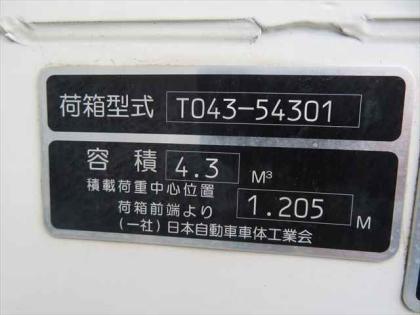 荷箱型式 T043-54301
容積 4.3 M³
積載荷重中心位置
荷箱前端より 1.205 M
(一社)日本自動車車体工業会